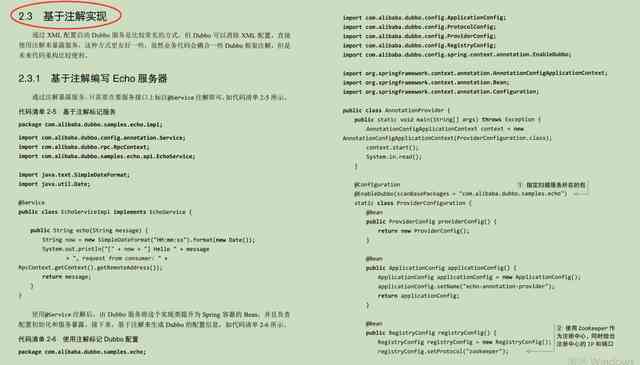 2.3 基于注解实现
通过 XML 配置启动 Dubbo 服务是比较常见的方式，但 Dubbo 可以消除 XML 配置，直接
使用注解来暴露服务，这种方式更友好一些，虽然业务代码会耦合一些 Dubbo 框架注解，但是
未来代码重构比较便利。
2.3.1 基于注解编写 Echo 服务器
通过注解暴露服务，只需要在要服务接口上标注@Service 注解即可，如代码清单 2-5 所示。
代码清单 2-5 基于注解标记服务
package com.alibaba.dubbo.samples.echo.impl;
import com.alibaba.dubbo.config.annotation.Service;
import com.alibaba.dubbo.rpc.RpcContext;
import com.alibaba.dubbo.samples.echo.api.EchoService;
import java.text.SimpleDateFormat;
import java.util.Date;
@Service
public class EchoServiceImpl implements EchoService {
public String echo(String message) {
String now = new SimpleDateFormat("HH:mm:ss").format(new Date());
System.out.println("[" + now + "] Hello " + message
+ ", request from consumer: " +
RpcContext.getContext().getRemoteAddress());
return message;
}
}
使用@Service 注解后，由 Dubbo 服务将这个实现类提升为 Spring 容器的 Bean，并且负责
配置初始化和服务暴露。接下来，基于注解来生成 Dubbo 的配置信息，如代码清单 2-6 所示。
代码清单 2-6 使用注解标记 Dubbo 配置
package com.alibaba.dubbo.samples.echo;
import com.alibaba.dubbo.config.ApplicationConfig;
import com.alibaba.dubbo.config.ProtocolConfig;
import com.alibaba.dubbo.config.ProviderConfig;
import com.alibaba.dubbo.config.RegistryConfig;
import com.alibaba.dubbo.config.spring.context.annotation.EnableDubbo;
import org.springframework.context.annotation.AnnotationConfigApplicationContext;
import org.springframework.context.annotation.Bean;
import org.springframework.context.annotation.Configuration;
public class AnnotationProvider {
public static void main(String[] args) throws Exception {
AnnotationConfigApplicationContext context = new
AnnotationConfigApplicationContext(ProviderConfiguration.class);
context.start();
System.in.read();
}
@Configuration
① 指定扫描服务所在的包
@EnableDubbo(scanBasePackages = "com.alibaba.dubbo.samples.echo")
static class ProviderConfiguration {
@Bean
public ProviderConfig providerConfig() {
return new ProviderConfig();
}
@Bean
public ApplicationConfig applicationConfig() {
ApplicationConfig applicationConfig = new ApplicationConfig();
applicationConfig.setName("echo-annotation-provider");
return applicationConfig;
}
@Bean
public RegistryConfig registryConfig() {
RegistryConfig registryConfig = new RegistryConfig();
registryConfig.setProtocol("zookeeper");
② 使用 ZooKeeper 作
为注册中心，同时给出
注册中心的 IP 和端口
激活 Windows